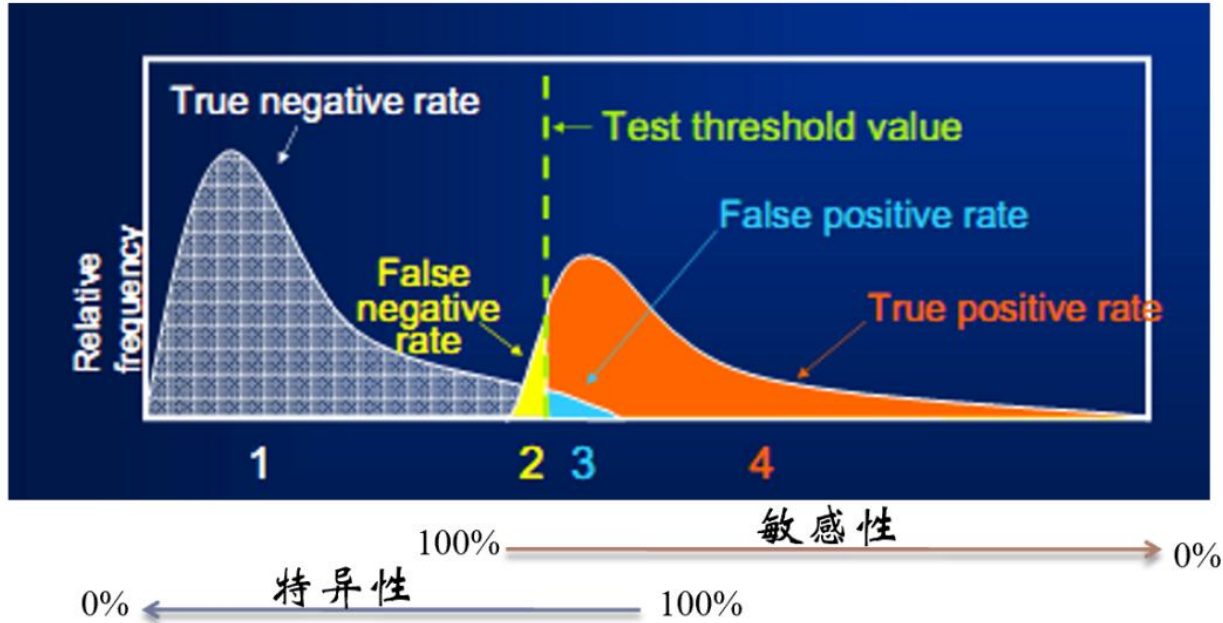 True negative rate
Test threshold value
False positive rate
False
negative
rate
True positive rate
Relative
frequency
1 2 3 4
100% 敏感性 0%
0% 特异性 100%